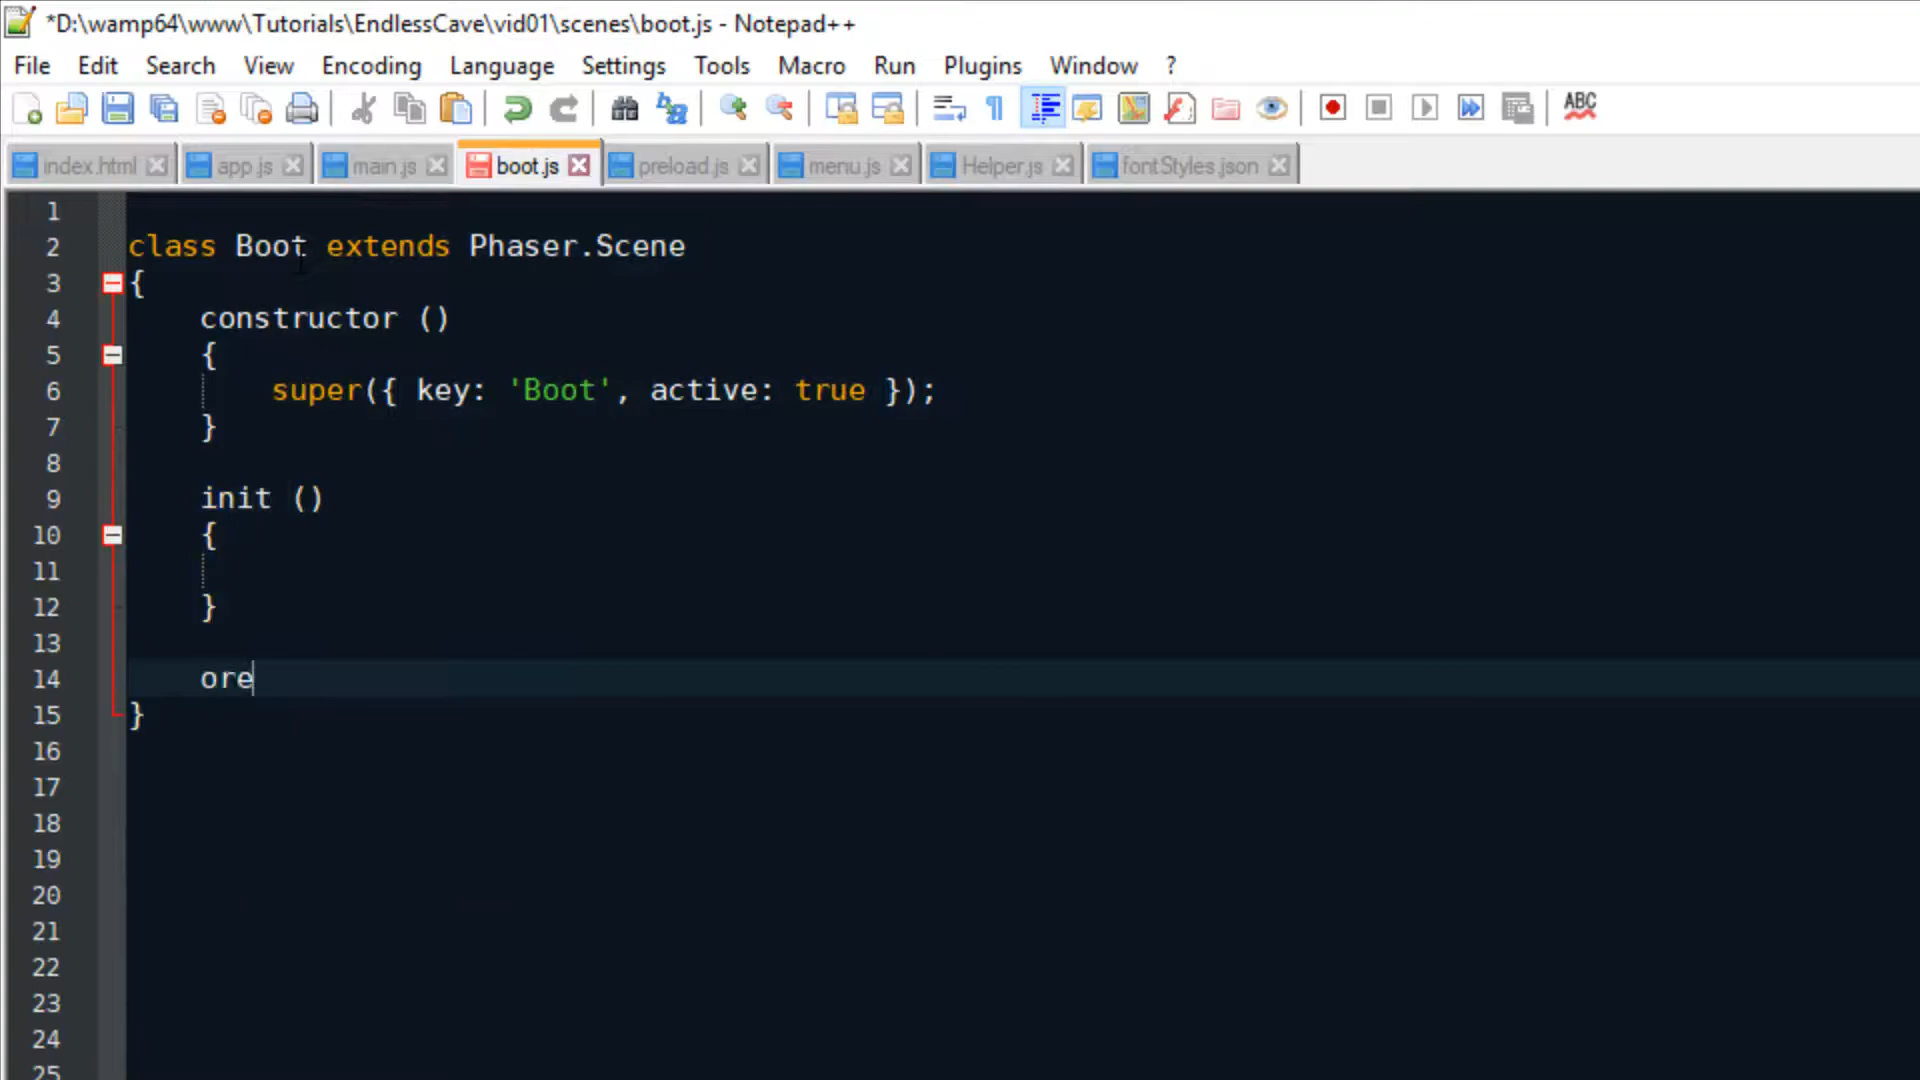 *D:\wamp64\www\Tutorials\EndlessCave\vid01\scenes\boot.js - Notepad++
File Edit Search View Encoding Language Settings Tools Macro Run Plugins Window ?
ABC
index.html app.js main.js boot.js preload.js menu.js Helper.js fontStyles.json
1
2 class Boot extends Phaser.Scene
3 {
4 constructor ()
5 {
6 super({ key: 'Boot', active: true });
7 }
8
9 init ()
10 {
11
12 }
13
14 ore
15 }
16
17
18
19
20
21
22
23
24
25